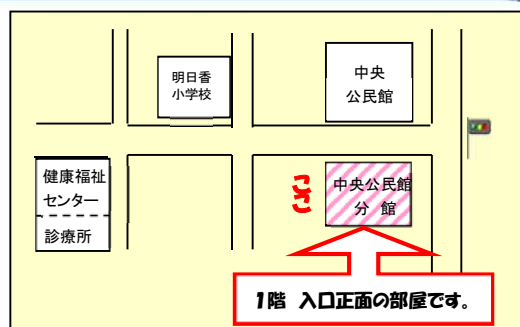 明日香
小学校
中央
公民館
健康福祉
センター
診療所
ここ
中央公民館
分 館
1階 入口正面の部屋です。